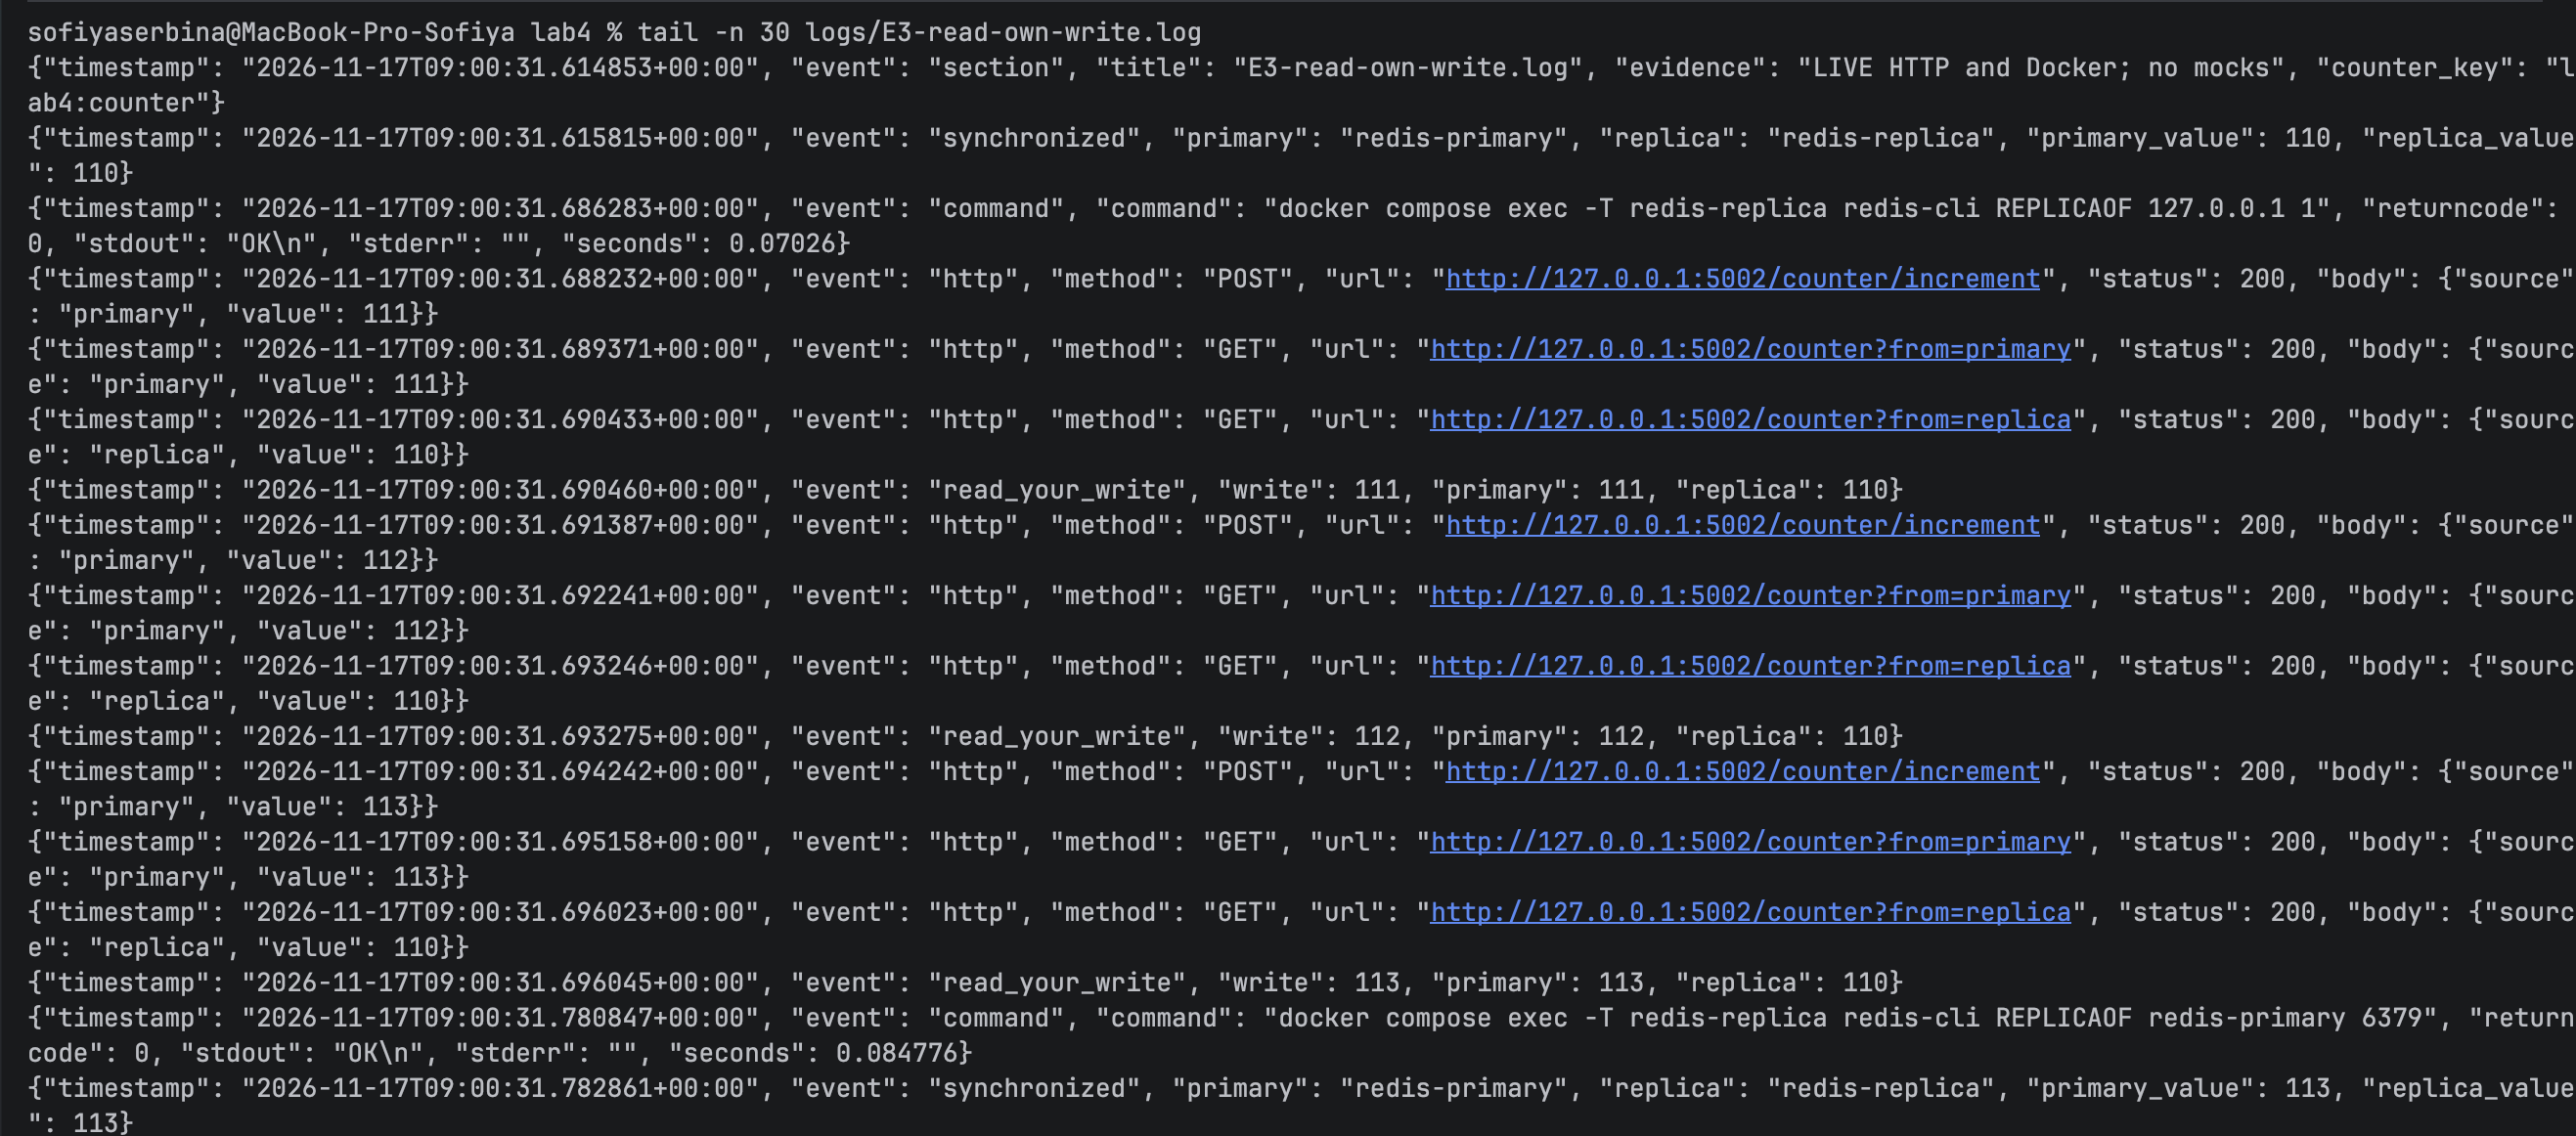 sofiyaserbina@MacBook-Pro-Sofiya lab4 % tail -n 30 logs/E3-read-own-write.log
{"timestamp": "2026-11-17T09:00:31.614853+00:00", "event": "section", "title": "E3-read-own-write.log", "evidence": "LIVE HTTP and Docker; no mocks", "counter_key": "l
ab4:counter"}
{"timestamp": "2026-11-17T09:00:31.615815+00:00", "event": "synchronized", "primary": "redis-primary", "replica": "redis-replica", "primary_value": 110, "replica_value
": 110}
{"timestamp": "2026-11-17T09:00:31.686283+00:00", "event": "command", "command": "docker compose exec -T redis-replica redis-cli REPLICAOF 127.0.0.1 1", "returncode":
0, "stdout": "OK\n", "stderr": "", "seconds": 0.07026}
{"timestamp": "2026-11-17T09:00:31.688232+00:00", "event": "http", "method": "POST", "url": "http://127.0.0.1:5002/counter/increment", "status": 200, "body": {"source"
: "primary", "value": 111}}
{"timestamp": "2026-11-17T09:00:31.689371+00:00", "event": "http", "method": "GET", "url": "http://127.0.0.1:5002/counter?from=primary", "status": 200, "body": {"sourc
e": "primary", "value": 111}}
{"timestamp": "2026-11-17T09:00:31.690433+00:00", "event": "http", "method": "GET", "url": "http://127.0.0.1:5002/counter?from=replica", "status": 200, "body": {"sourc
e": "replica", "value": 110}}
{"timestamp": "2026-11-17T09:00:31.690460+00:00", "event": "read_your_write", "write": 111, "primary": 111, "replica": 110}
{"timestamp": "2026-11-17T09:00:31.691387+00:00", "event": "http", "method": "POST", "url": "http://127.0.0.1:5002/counter/increment", "status": 200, "body": {"source"
: "primary", "value": 112}}
{"timestamp": "2026-11-17T09:00:31.692241+00:00", "event": "http", "method": "GET", "url": "http://127.0.0.1:5002/counter?from=primary", "status": 200, "body": {"sourc
e": "primary", "value": 112}}
{"timestamp": "2026-11-17T09:00:31.693246+00:00", "event": "http", "method": "GET", "url": "http://127.0.0.1:5002/counter?from=replica", "status": 200, "body": {"sourc
e": "replica", "value": 110}}
{"timestamp": "2026-11-17T09:00:31.693275+00:00", "event": "read_your_write", "write": 112, "primary": 112, "replica": 110}
{"timestamp": "2026-11-17T09:00:31.694242+00:00", "event": "http", "method": "POST", "url": "http://127.0.0.1:5002/counter/increment", "status": 200, "body": {"source"
: "primary", "value": 113}}
{"timestamp": "2026-11-17T09:00:31.695158+00:00", "event": "http", "method": "GET", "url": "http://127.0.0.1:5002/counter?from=primary", "status": 200, "body": {"sourc
e": "primary", "value": 113}}
{"timestamp": "2026-11-17T09:00:31.696023+00:00", "event": "http", "method": "GET", "url": "http://127.0.0.1:5002/counter?from=replica", "status": 200, "body": {"sourc
e": "replica", "value": 110}}
{"timestamp": "2026-11-17T09:00:31.696045+00:00", "event": "read_your_write", "write": 113, "primary": 113, "replica": 110}
{"timestamp": "2026-11-17T09:00:31.780847+00:00", "event": "command", "command": "docker compose exec -T redis-replica redis-cli REPLICAOF redis-primary 6379", "return
code": 0, "stdout": "OK\n", "stderr": "", "seconds": 0.084776}
{"timestamp": "2026-11-17T09:00:31.782861+00:00", "event": "synchronized", "primary": "redis-primary", "replica": "redis-replica", "primary_value": 113, "replica_value
": 113}